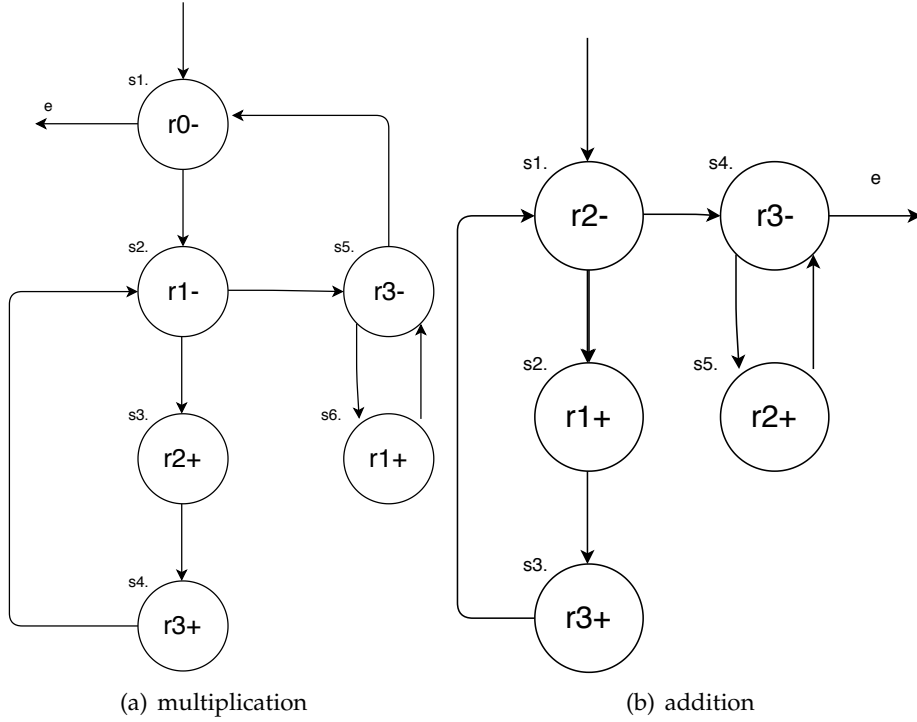 s1.
r0-
e
s2.
r1-
s5.
r3-
s3.
r2+
s6.
r1+
s4.
r3+
(a) multiplication
s1.
r2-
s4.
r3-
e
s2.
r1+
s5.
r2+
s3.
r3+
(b) addition